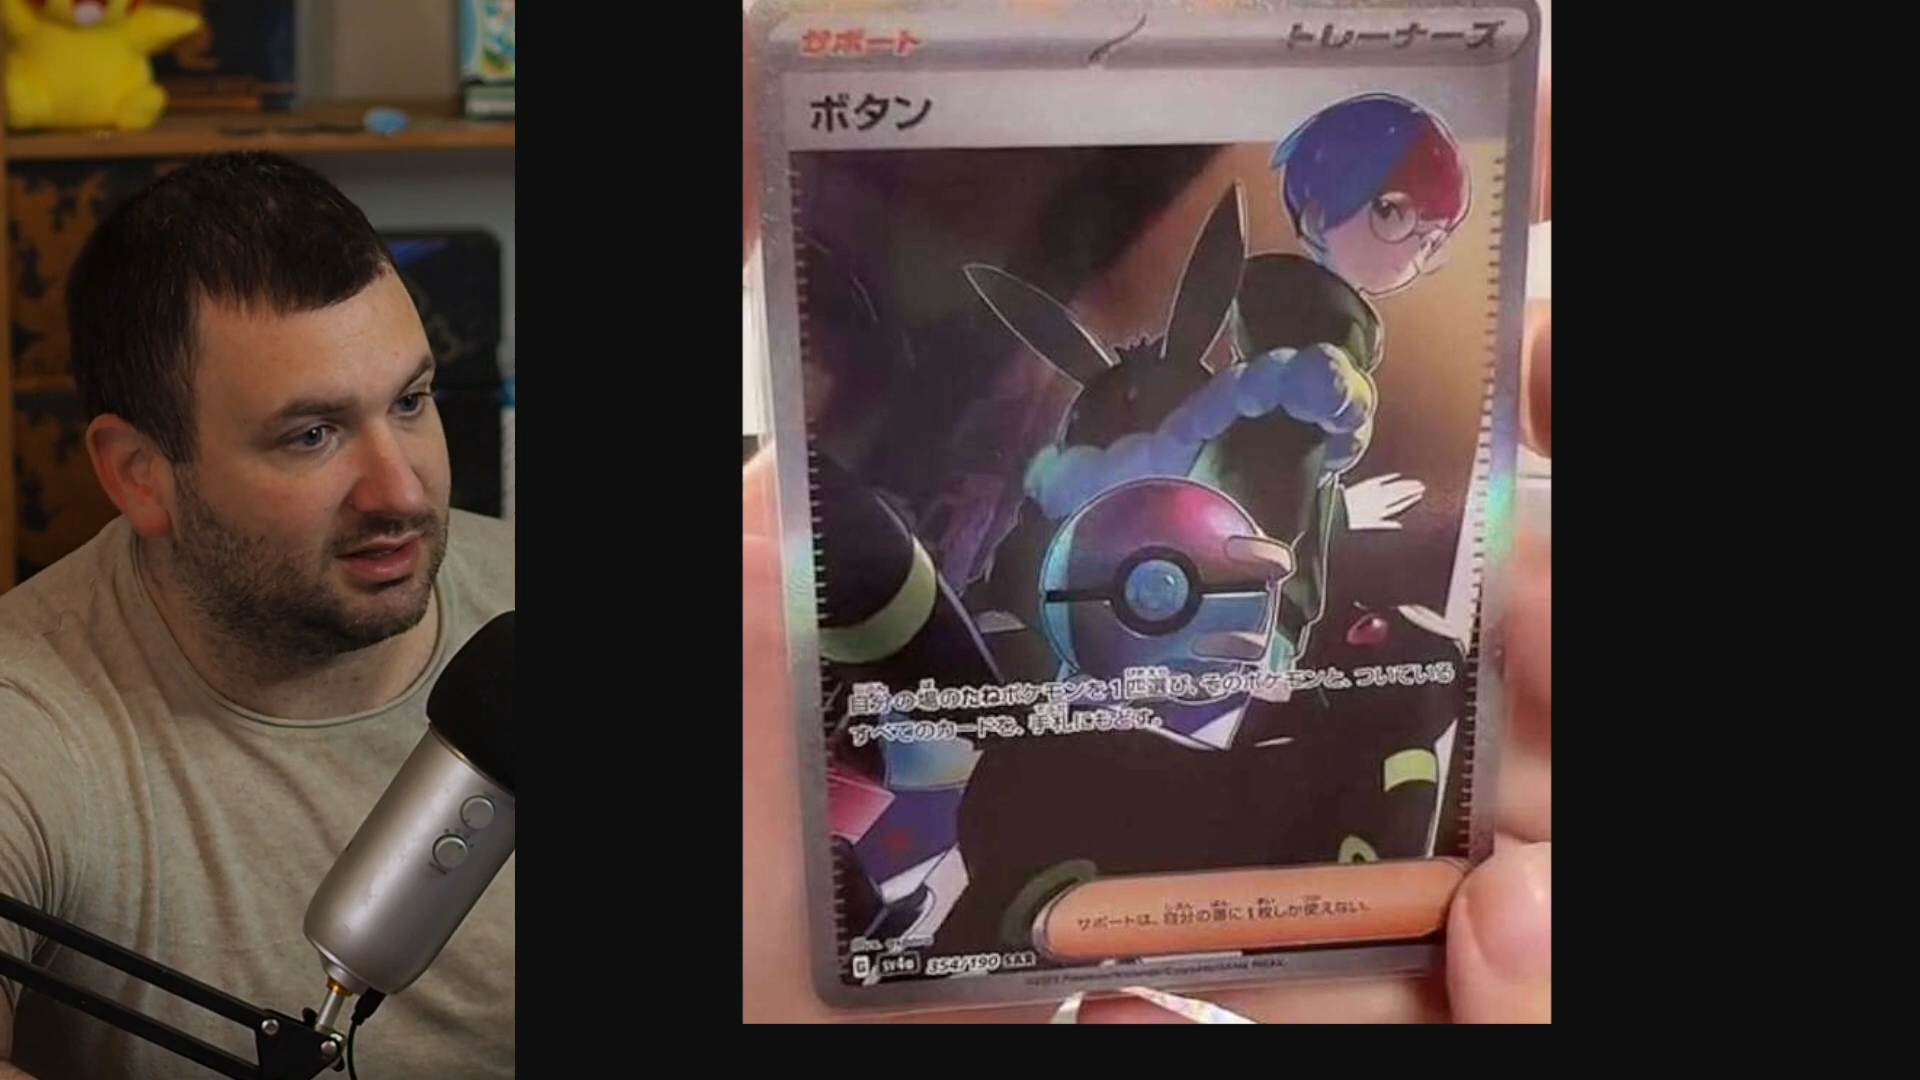 サポート
トレーナーズ
ボタン
自分の場のたねポケモンを1匹選び、そのポケモンと、ついている
すべてのカードを、手札にもどす。
サポートは、自分の番に1枚しか使えない。
G sv4a 354/190 SAR